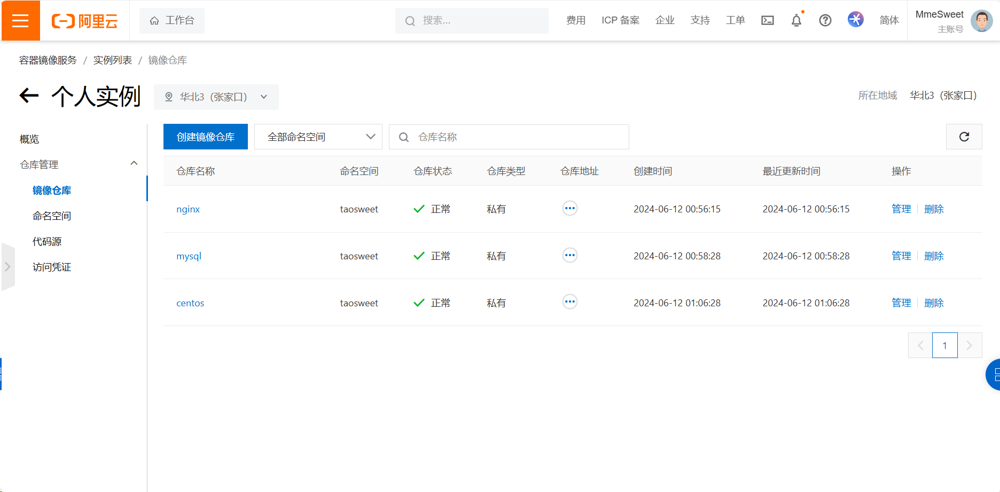 阿里云 工作台 搜索... 费用 ICP 备案 企业 支持 工单 简体 MmeSweet
主账号
容器镜像服务 / 实例列表 / 镜像仓库
个人实例 华北3（张家口） 所在地域 华北3（张家口）
概览
仓库管理
镜像仓库
命名空间
代码源
访问凭证
创建镜像仓库 全部命名空间 仓库名称
仓库名称 命名空间 仓库状态 仓库类型 仓库地址 创建时间 最近更新时间 操作
nginx taosweet 正常 私有 2024-06-12 00:56:15 2024-06-12 00:56:15 管理 删除
mysql taosweet 正常 私有 2024-06-12 00:58:28 2024-06-12 00:58:28 管理 删除
centos taosweet 正常 私有 2024-06-12 01:06:28 2024-06-12 01:06:28 管理 删除
1